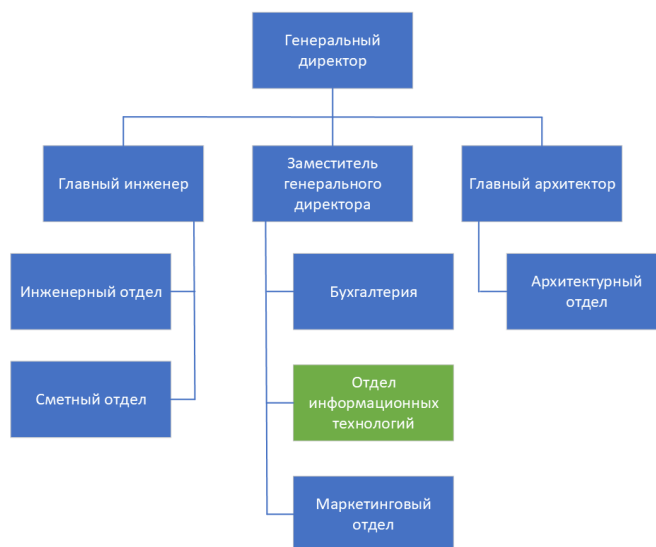 Генеральный
директор
Главный инженер
Заместитель
генерального
директора
Главный архитектор
Инженерный отдел
Бухгалтерия
Архитектурный
отдел
Сметный отдел
Отдел
информационных
технологий
Маркетинговый
отдел